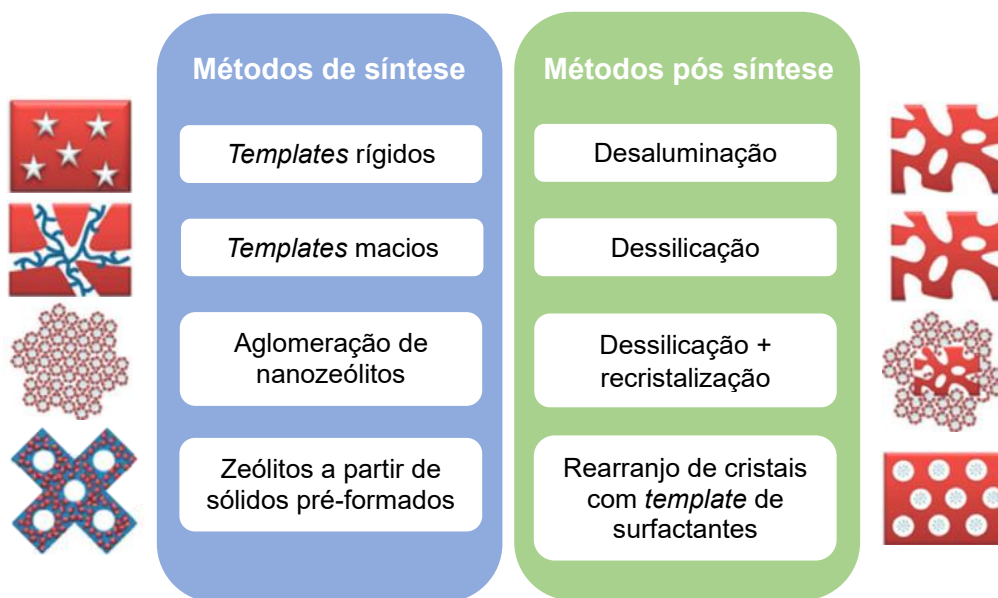 Métodos de síntese
Templates rígidos
Templates macios
Aglomeração de
nanozeólitos
Zeólitos a partir de
sólidos pré-formados
Métodos pós síntese
Desaluminação
Dessilicação
Dessilicação +
recristalização
Rearranjo de cristais
com template de
surfactantes